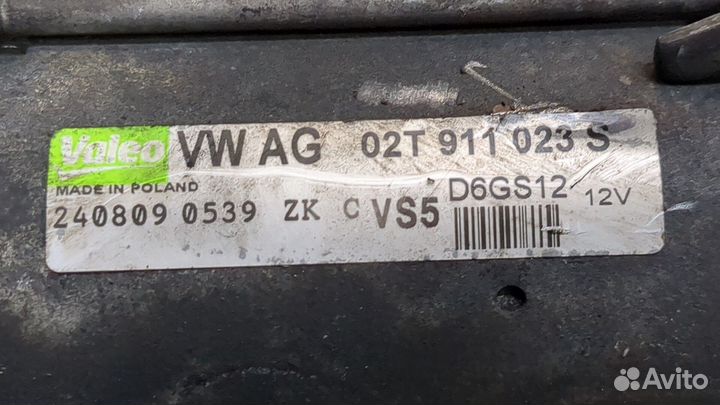 Valeo VW AG 02T 911 023 S
MADE IN POLAND D6GS12 12V
240809 0539 ZK C VS5
Avito